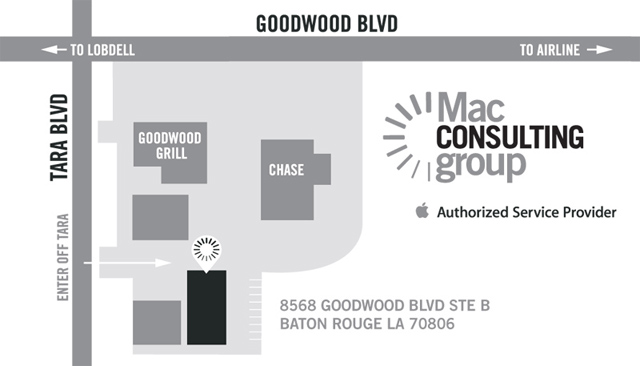 GOODWOOD BLVD
TO LOBDELL
TO AIRLINE
TARA BLVD
GOODWOOD
GRILL
CHASE
Mac
CONSULTING
group
Authorized Service Provider
ENTER OFF TARA
8568 GOODWOOD BLVD STE B
BATON ROUGE LA 70806